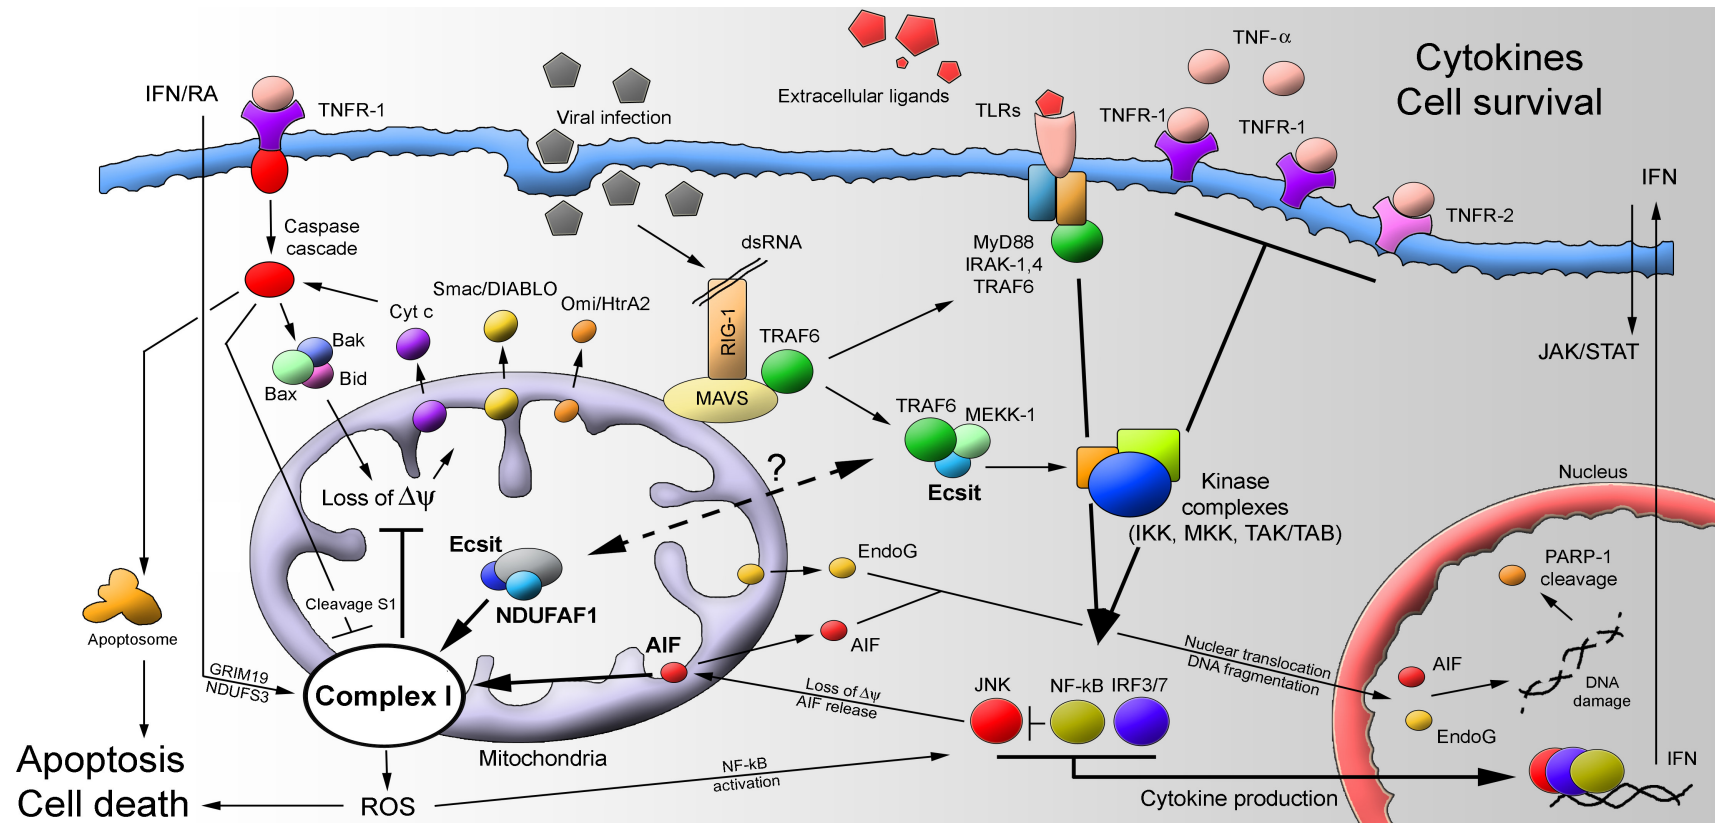 Cytokines
Cell survival
TNF-α
IFN/RA
TNFR-1
Viral infection
Extracellular ligands
TLRs
TNFR-1
TNFR-1
TNFR-2
IFN
JAK/STAT
Caspase
cascade
dsRNA
MyD88
IRAK-1,4
TRAF6
Smac/DIABLO
Omi/HtrA2
Cyt c
RIG-1
TRAF6
MAVS
Bak
Bid
Bax
TRAF6
MEKK-1
Ecsit
?
Loss of Δψ
Kinase
complexes
(IKK, MKK, TAK/TAB)
Nucleus
Ecsit
NDUFAF1
EndoG
PARP-1
cleavage
Cleavage S1
Apoptosome
AIF
AIF
Nuclear translocation
DNA fragmentation
AIF
DNA
damage
EndoG
GRIM19
NDUFS3
Complex I
Loss of Δψ
AIF release
JNK
NF-kB
IRF3/7
Mitochondria
NF-kB
activation
IFN
Apoptosis
Cell death
ROS
Cytokine production